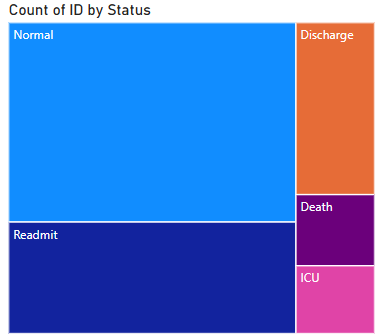 Count of ID by Status
Normal
Discharge
Death
Readmit
ICU